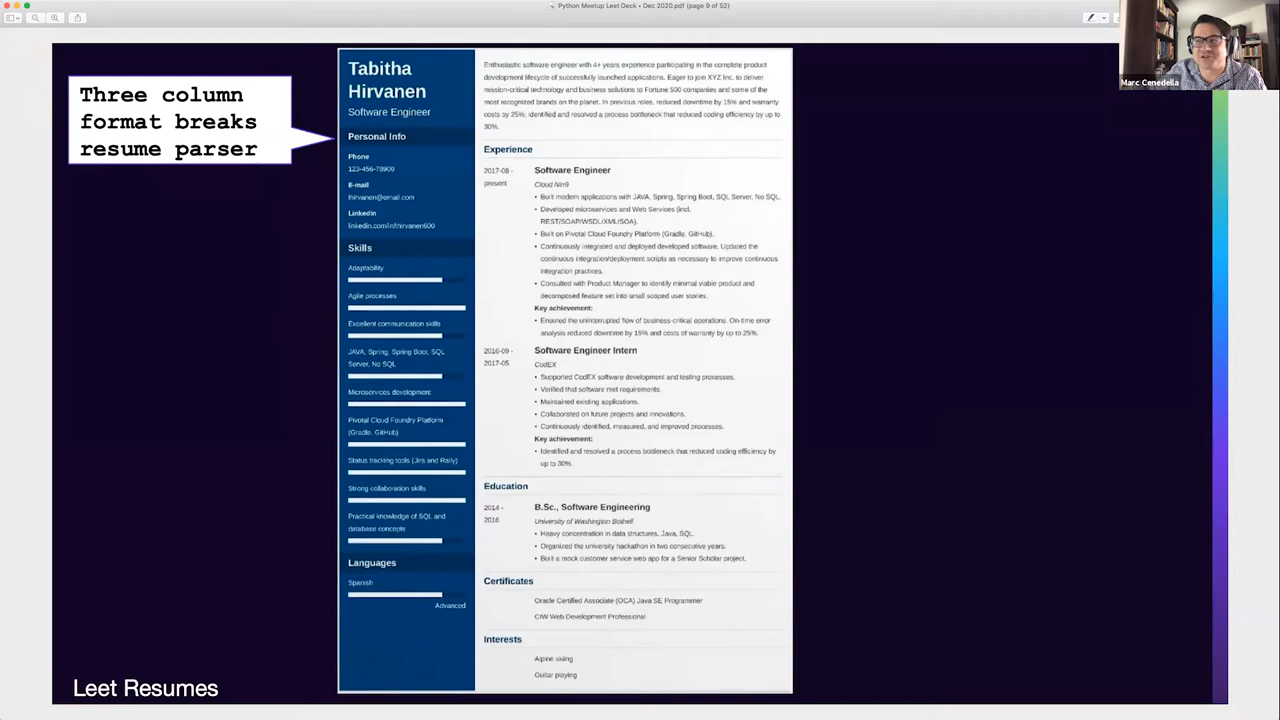 Python Meetup Leet Deck • Dec 2020.pdf (page 9 of 52)
Marc Cenedella
Three column
format breaks
resume parser
Tabitha
Hirvanen
Software Engineer
Personal Info
Phone
123-456-78900
E-mail
thirvanen@email.com
LinkedIn
linkedin.com/in/thirvanen600
Skills
Adaptability
Agile processes
Excellent communication skills
JAVA, Spring, Spring Boot, SQL
Server, No SQL
Microservices development
Pivotal Cloud Foundry Platform
(Gradle, GitHub)
Status tracking tools (Jira and Rally)
Strong collaboration skills
Practical knowledge of SQL and
database concepts
Languages
Spanish
Advanced
Enthusiastic software engineer with 4+ years experience participating in the complete product
development lifecycle of successfully launched applications. Eager to join XYZ Inc. to deliver
mission-critical technology and business solutions to Fortune 500 companies and some of the
most recognized brands on the planet. In previous roles, reduced downtime by 15% and warranty
costs by 25%; identified and resolved a process bottleneck that reduced coding efficiency by up to
30%.
Experience
2017-08 -
present
Software Engineer
Cloud Nin9
• Built modern applications with JAVA, Spring, Spring Boot, SQL Server, No SQL.
• Developed microservices and Web Services (incl.
REST/SOAP/WSDL/XML/SOA).
• Built on Pivotal Cloud Foundry Platform (Gradle, GitHub).
• Continuously integrated and deployed developed software. Updated the
continuous integration/deployment scripts as necessary to improve continuous
integration practices.
• Consulted with Product Manager to identify minimal viable product and
decomposed feature set into small scoped user stories.
Key achievement:
• Ensured the uninterrupted flow of business-critical operations. On-time error
analysis reduced downtime by 15% and costs of warranty by up to 25%.
2016-09 -
2017-05
Software Engineer Intern
CodEX
• Supported CodEX software development and testing processes.
• Verified that software met requirements.
• Maintained existing applications.
• Collaborated on future projects and innovations.
• Continuously identified, measured, and improved processes.
Key achievement:
• Identified and resolved a process bottleneck that reduced coding efficiency by
up to 30%.
Education
2014 -
2016
B.Sc., Software Engineering
University of Washington Bothell
• Heavy concentration in data structures, Java, SQL.
• Organized the university hackathon in two consecutive years.
• Built a mock customer service web app for a Senior Scholar project.
Certificates
Oracle Certified Associate (OCA) Java SE Programmer
CIW Web Development Professional
Interests
Alpine skiing
Guitar playing
Leet Resumes